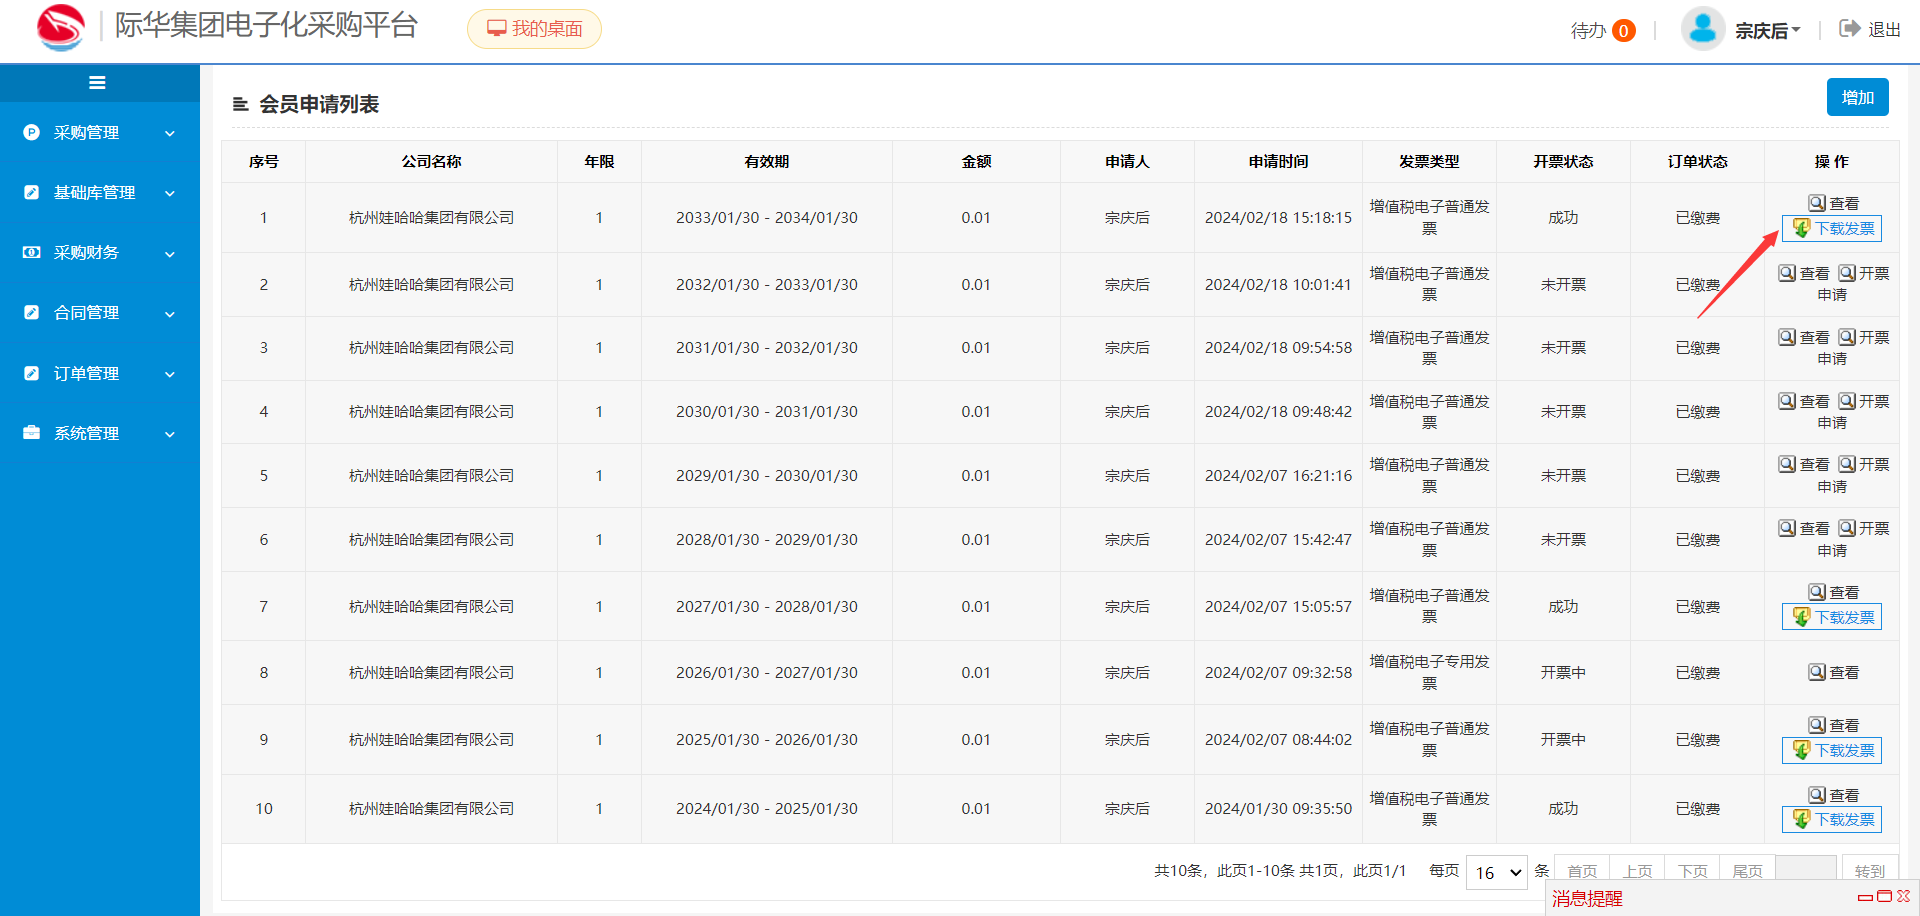 际华集团电子化采购平台
我的桌面
待办 0
宗庆后
退出
采购管理
基础库管理
采购财务
合同管理
订单管理
系统管理
会员申请列表
增加
序号 公司名称 年限 有效期 金额 申请人 申请时间 发票类型 开票状态 订单状态 操 作
1 杭州娃哈哈集团有限公司 1 2033/01/30 - 2034/01/30 0.01 宗庆后 2024/02/18 15:18:15 增值税电子普通发票 成功 已缴费 查看 下载发票
2 杭州娃哈哈集团有限公司 1 2032/01/30 - 2033/01/30 0.01 宗庆后 2024/02/18 10:01:41 增值税电子普通发票 未开票 已缴费 查看 开票申请
3 杭州娃哈哈集团有限公司 1 2031/01/30 - 2032/01/30 0.01 宗庆后 2024/02/18 09:54:58 增值税电子普通发票 未开票 已缴费 查看 开票申请
4 杭州娃哈哈集团有限公司 1 2030/01/30 - 2031/01/30 0.01 宗庆后 2024/02/18 09:48:42 增值税电子普通发票 未开票 已缴费 查看 开票申请
5 杭州娃哈哈集团有限公司 1 2029/01/30 - 2030/01/30 0.01 宗庆后 2024/02/07 16:21:16 增值税电子普通发票 未开票 已缴费 查看 开票申请
6 杭州娃哈哈集团有限公司 1 2028/01/30 - 2029/01/30 0.01 宗庆后 2024/02/07 15:42:47 增值税电子普通发票 未开票 已缴费 查看 开票申请
7 杭州娃哈哈集团有限公司 1 2027/01/30 - 2028/01/30 0.01 宗庆后 2024/02/07 15:05:57 增值税电子普通发票 成功 已缴费 查看 下载发票
8 杭州娃哈哈集团有限公司 1 2026/01/30 - 2027/01/30 0.01 宗庆后 2024/02/07 09:32:58 增值税电子专用发票 开票中 已缴费 查看
9 杭州娃哈哈集团有限公司 1 2025/01/30 - 2026/01/30 0.01 宗庆后 2024/02/07 08:44:02 增值税电子普通发票 开票中 已缴费 查看 下载发票
10 杭州娃哈哈集团有限公司 1 2024/01/30 - 2025/01/30 0.01 宗庆后 2024/01/30 09:35:50 增值税电子普通发票 成功 已缴费 查看 下载发票
共10条，此页1-10条 共1页，此页1/1 每页 16 条 首页 上页 下页 尾页 转到
消息提醒